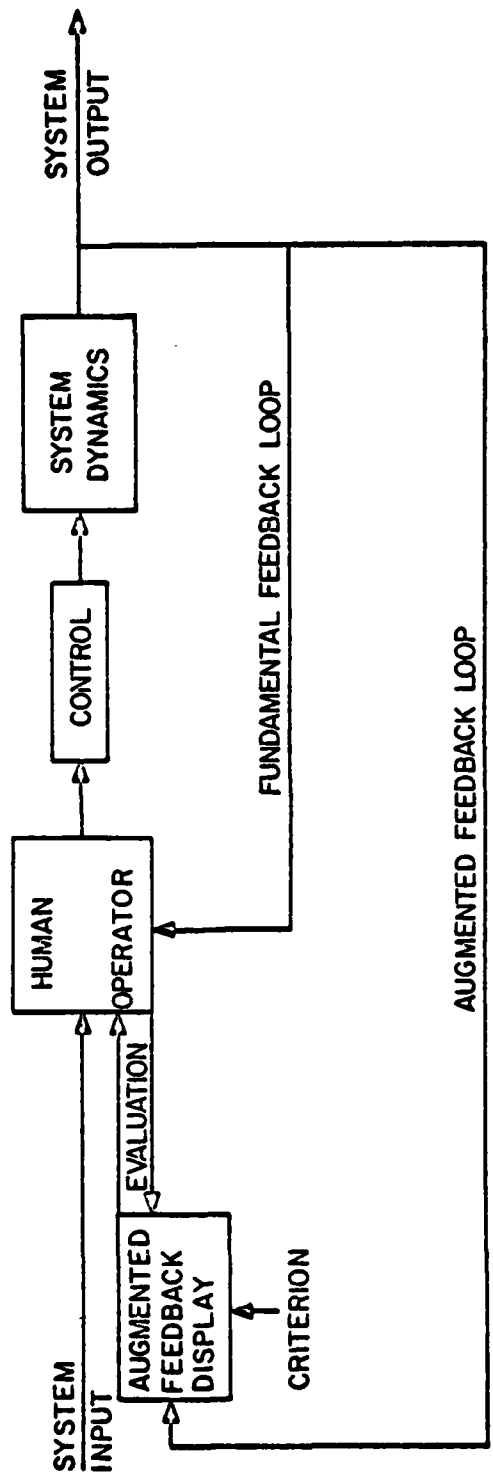 SYSTEM
INPUT
AUGMENTED
FEEDBACK
DISPLAY
CRITERION
EVALUATION
HUMAN
OPERATOR
CONTROL
SYSTEM
DYNAMICS
SYSTEM
OUTPUT
FUNDAMENTAL FEEDBACK LOOP
AUGMENTED FEEDBACK LOOP